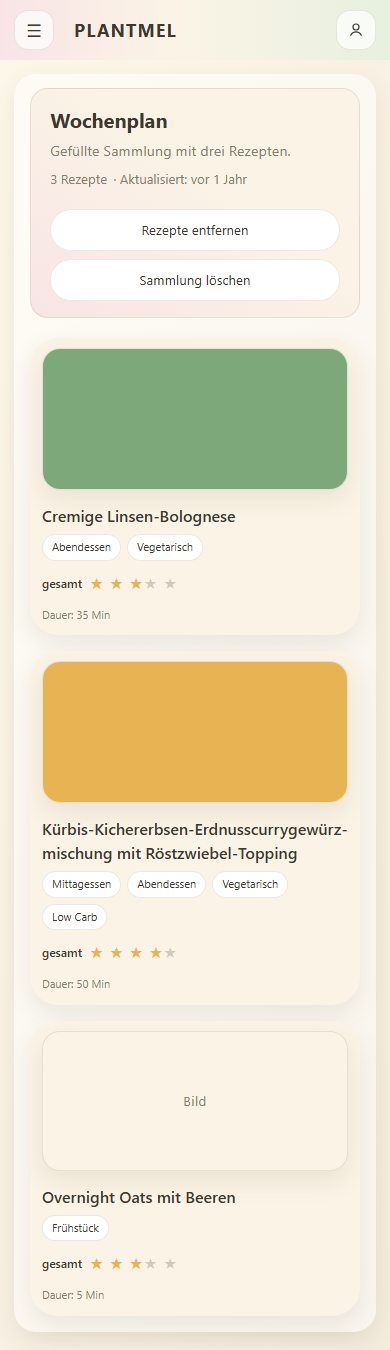 ☰ PLANTMEL
Wochenplan
Gefüllte Sammlung mit drei Rezepten.
3 Rezepte · Aktualisiert: vor 1 Jahr
Rezepte entfernen
Sammlung löschen
Cremige Linsen-Bolognese
Abendessen Vegetarisch
gesamt ★ ★ ★ ★ ★
Dauer: 35 Min
Kürbis-Kichererbsen-Erdnusscurrygewürz-
mischung mit Röstzwiebel-Topping
Mittagessen Abendessen Vegetarisch
Low Carb
gesamt ★ ★ ★ ★ ★
Dauer: 50 Min
Bild
Overnight Oats mit Beeren
Frühstück
gesamt ★ ★ ★ ★ ★
Dauer: 5 Min